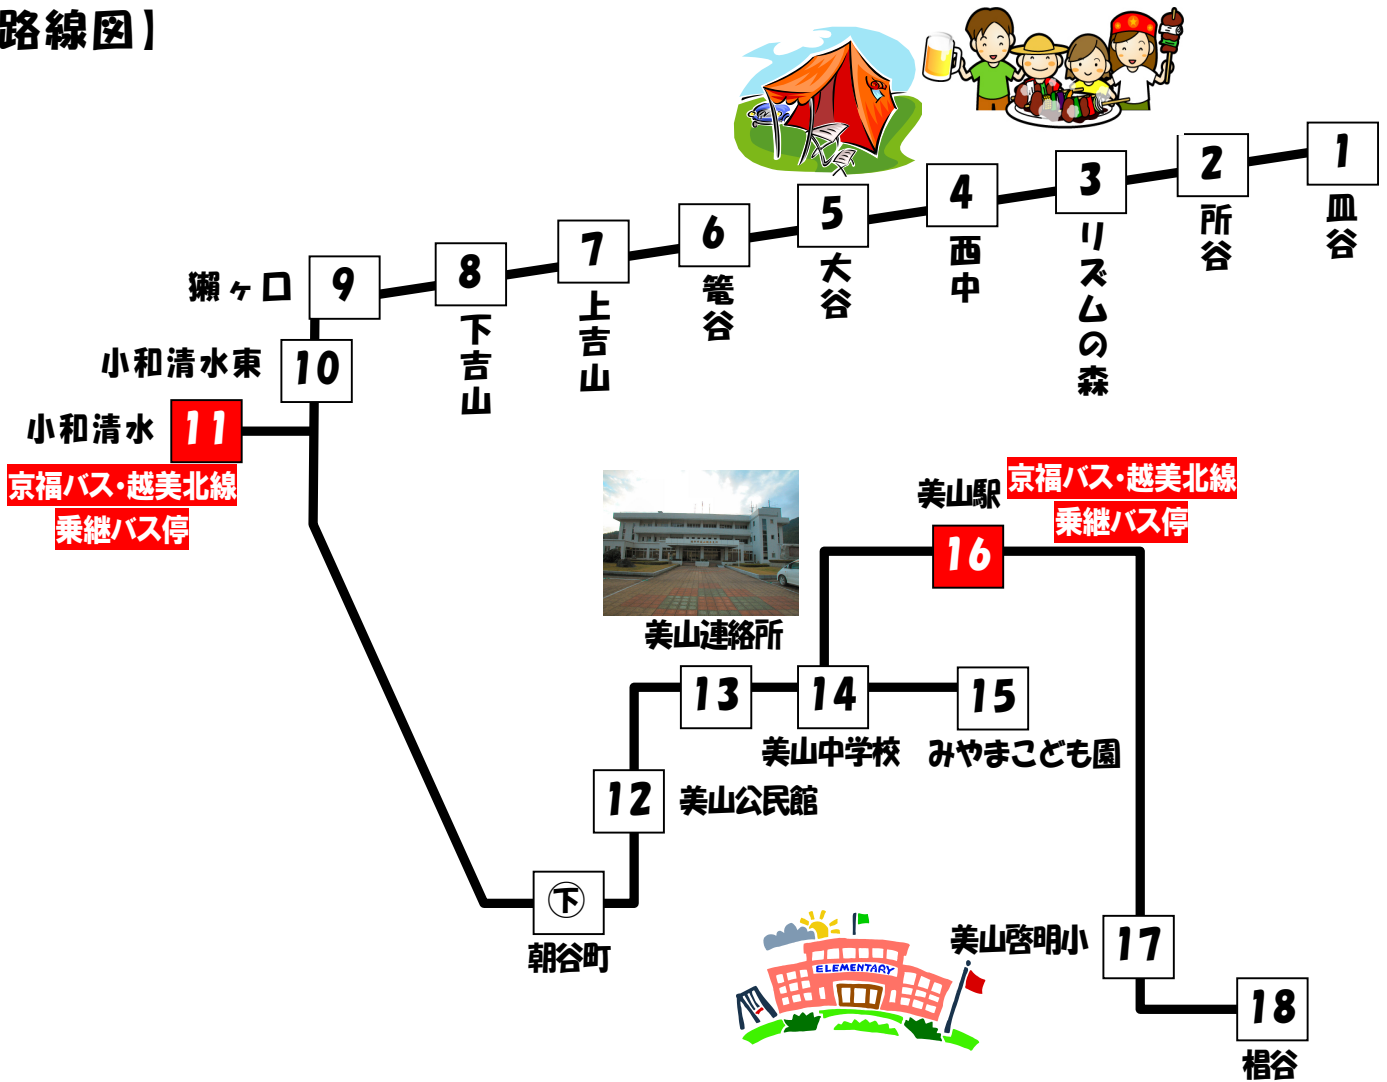 路線図】
1
皿谷
2
所谷
3
リズムの森
4
西中
5
大谷
6
篭谷
7
上吉山
8
下吉山
9
獺ヶ口
10
小和清水東
11
小和清水
京福バス・越美北線
乗継バス停
美山駅
16
京福バス・越美北線
乗継バス停
美山連絡所
13
14
15
美山中学校
みやまこども園
12
美山公民館
下
朝谷町
ELEMENTARY
美山啓明小
17
18
椙谷